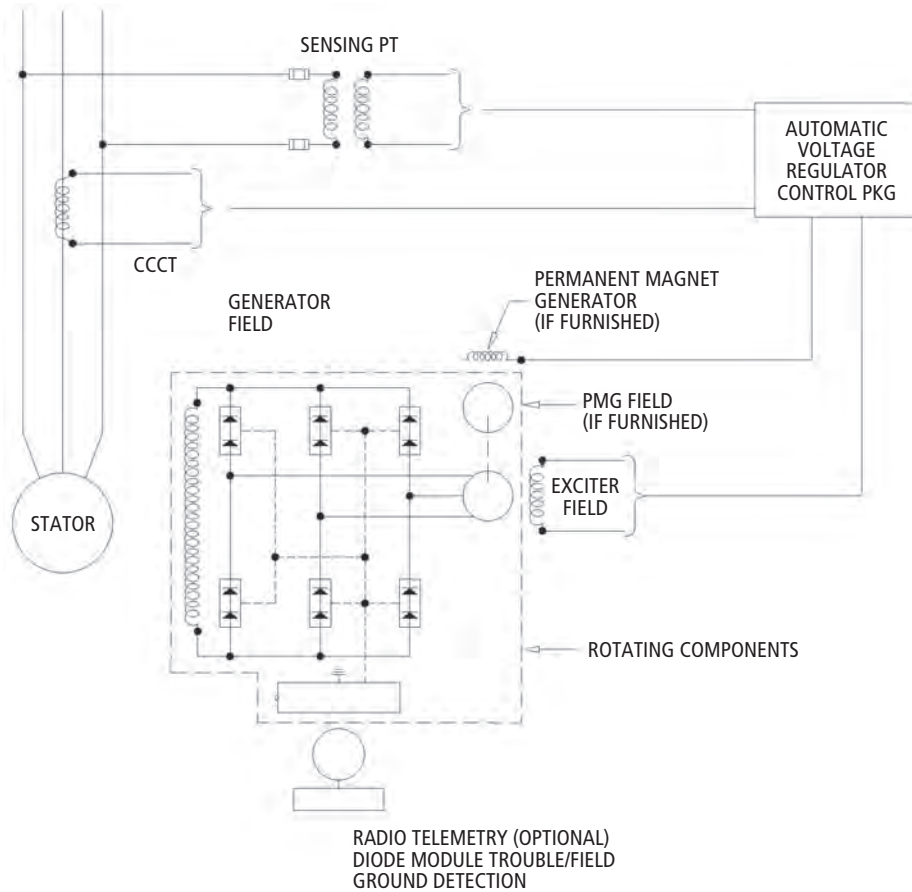 SENSING PT
AUTOMATIC
VOLTAGE
REGULATOR
CONTROL PKG
CCCT
GENERATOR
FIELD
PERMANENT MAGNET
GENERATOR
(IF FURNISHED)
PMG FIELD
(IF FURNISHED)
EXCITER
FIELD
STATOR
ROTATING COMPONENTS
RADIO TELEMETRY (OPTIONAL)
DIODE MODULE TROUBLE/FIELD
GROUND DETECTION